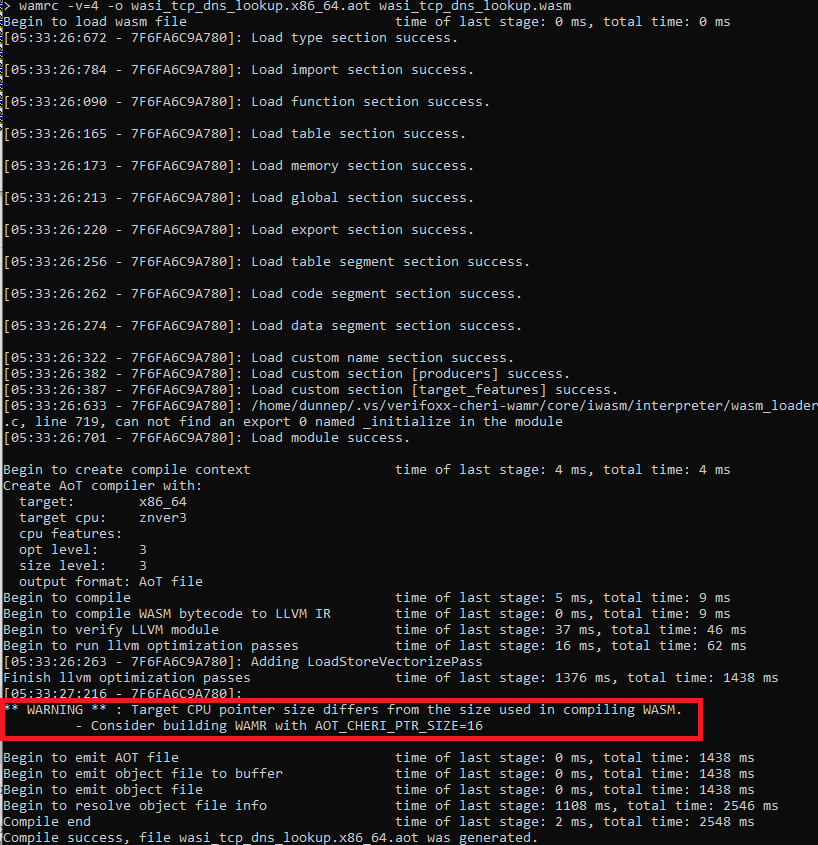 > wamrc -v=4 -o wasi_tcp_dns_lookup.x86_64.aot wasi_tcp_dns_lookup.wasm
Begin to load wasm file                          time of last stage: 0 ms, total time: 0 ms
[05:33:26:672 - 7F6FA6C9A780]: Load type section success.
[05:33:26:784 - 7F6FA6C9A780]: Load import section success.
[05:33:26:090 - 7F6FA6C9A780]: Load function section success.
[05:33:26:165 - 7F6FA6C9A780]: Load table section success.
[05:33:26:173 - 7F6FA6C9A780]: Load memory section success.
[05:33:26:213 - 7F6FA6C9A780]: Load global section success.
[05:33:26:220 - 7F6FA6C9A780]: Load export section success.
[05:33:26:256 - 7F6FA6C9A780]: Load table segment section success.
[05:33:26:262 - 7F6FA6C9A780]: Load code segment section success.
[05:33:26:274 - 7F6FA6C9A780]: Load data segment section success.
[05:33:26:322 - 7F6FA6C9A780]: Load custom name section success.
[05:33:26:382 - 7F6FA6C9A780]: Load custom section [producers] success.
[05:33:26:387 - 7F6FA6C9A780]: Load custom section [target_features] success.
[05:33:26:633 - 7F6FA6C9A780]: /home/dunnep/.vs/verifoxx-cheri-wamr/core/iwasm/interpreter/wasm_loader
.c, line 719, can not find an export 0 named _initialize in the module
[05:33:26:701 - 7F6FA6C9A780]: Load module success.
Begin to create compile context                  time of last stage: 4 ms, total time: 4 ms
Create AoT compiler with:
  target:        x86_64
  target cpu:    znver3
  cpu features:
  opt level:     3
  size level:    3
  output format: AoT file
Begin to compile                                 time of last stage: 5 ms, total time: 9 ms
Begin to compile WASM bytecode to LLVM IR        time of last stage: 0 ms, total time: 9 ms
Begin to verify LLVM module                      time of last stage: 37 ms, total time: 46 ms
Begin to run llvm optimization passes            time of last stage: 16 ms, total time: 62 ms
[05:33:26:263 - 7F6FA6C9A780]: Adding LoadStoreVectorizePass
Finish llvm optimization passes                  time of last stage: 1376 ms, total time: 1438 ms
[05:33:27:216 - 7F6FA6C9A780]:
** WARNING ** : Target CPU pointer size differs from the size used in compiling WASM.
         - Consider building WAMR with AOT_CHERI_PTR_SIZE=16
Begin to emit AOT file                           time of last stage: 0 ms, total time: 1438 ms
Begin to emit object file to buffer              time of last stage: 0 ms, total time: 1438 ms
Begin to emit object file                        time of last stage: 0 ms, total time: 1438 ms
Begin to resolve object file info                time of last stage: 1108 ms, total time: 2546 ms
Compile end                                      time of last stage: 2 ms, total time: 2548 ms
Compile success, file wasi_tcp_dns_lookup.x86_64.aot was generated.